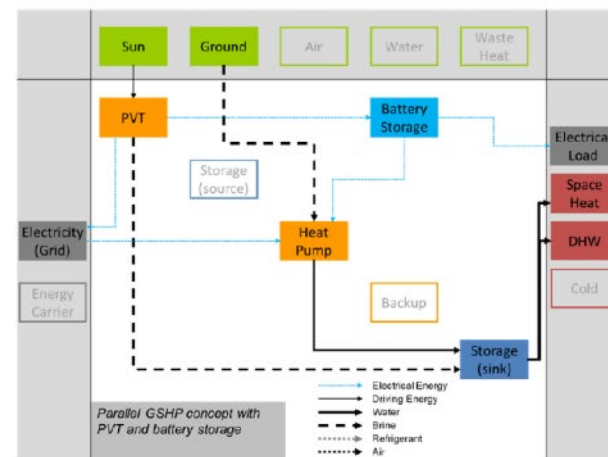 Sun
Ground
Air
Water
Waste
Heat
PVT
Battery
Storage
Electrical
Load
Storage
(source)
Space
Heat
Electricity
(Grid)
Heat
Pump
DHW
Energy
Carrier
Backup
Cold
Storage
(sink)
Electrical Energy
Driving Energy
Water
Brine
Refrigerant
Air
Parallel GSHP concept with
PVT and battery storage